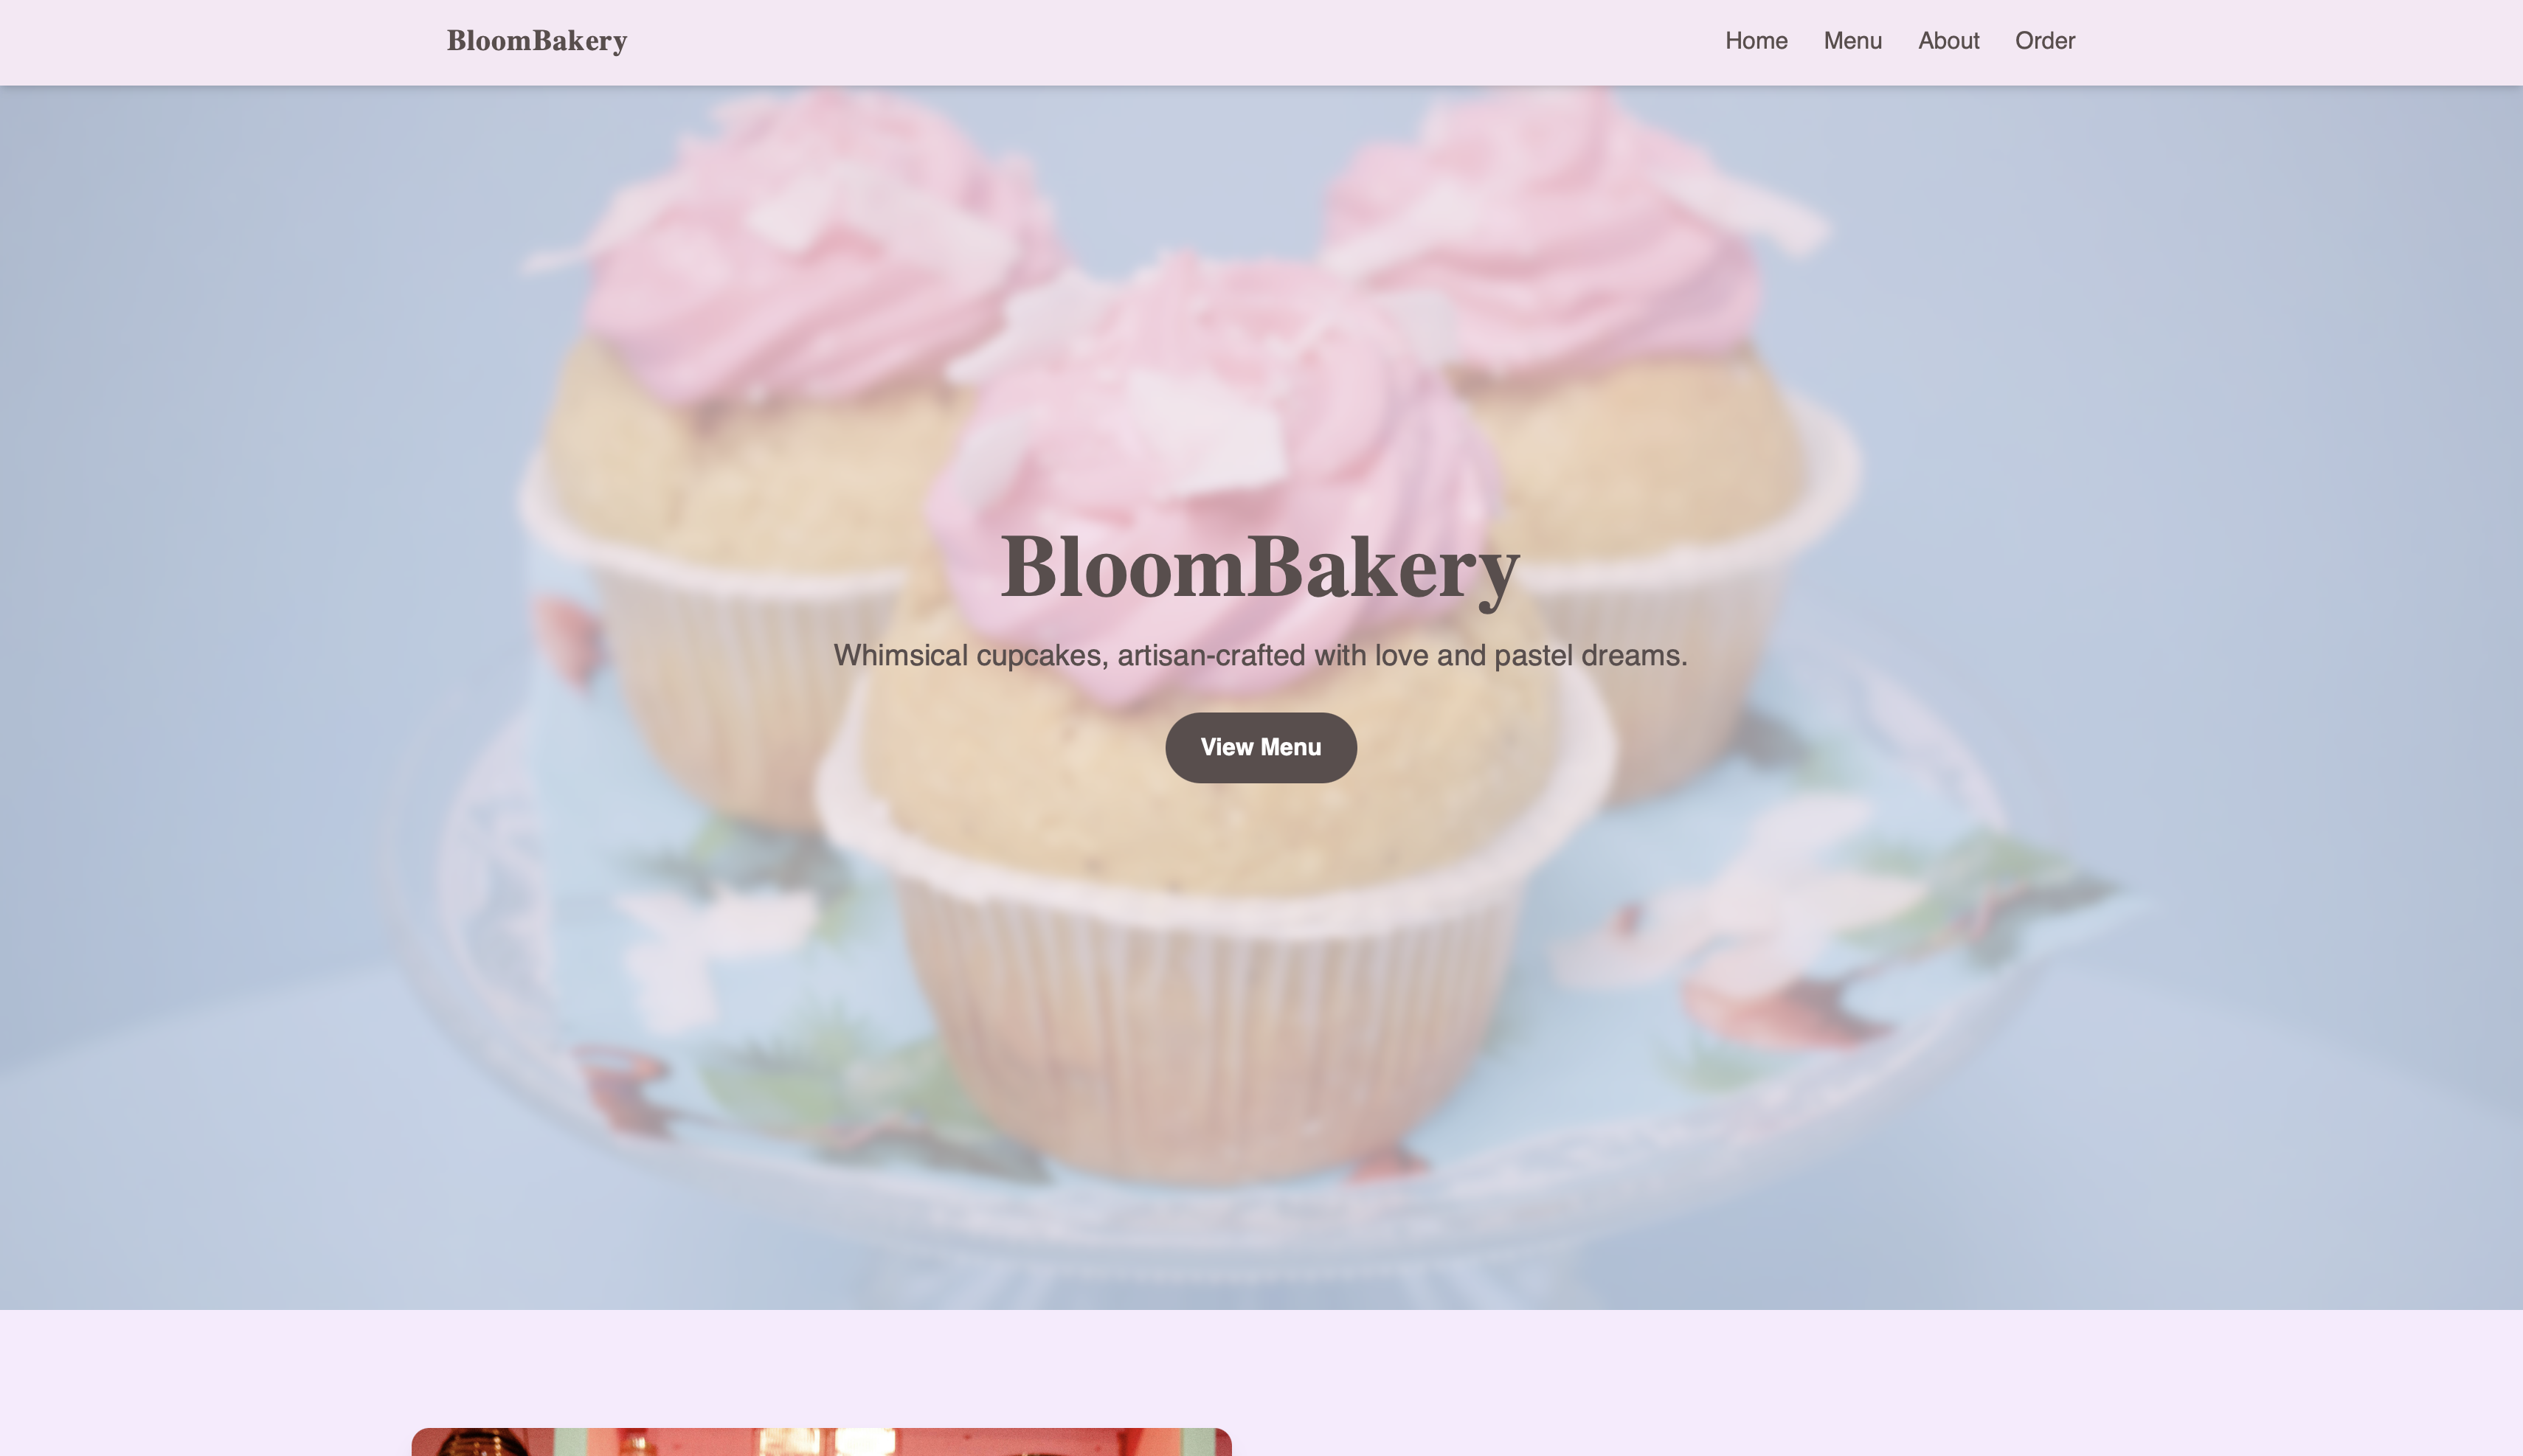 BloomBakery
Home Menu About Order
BloomBakery
Whimsical cupcakes, artisan-crafted with love and pastel dreams.
View Menu